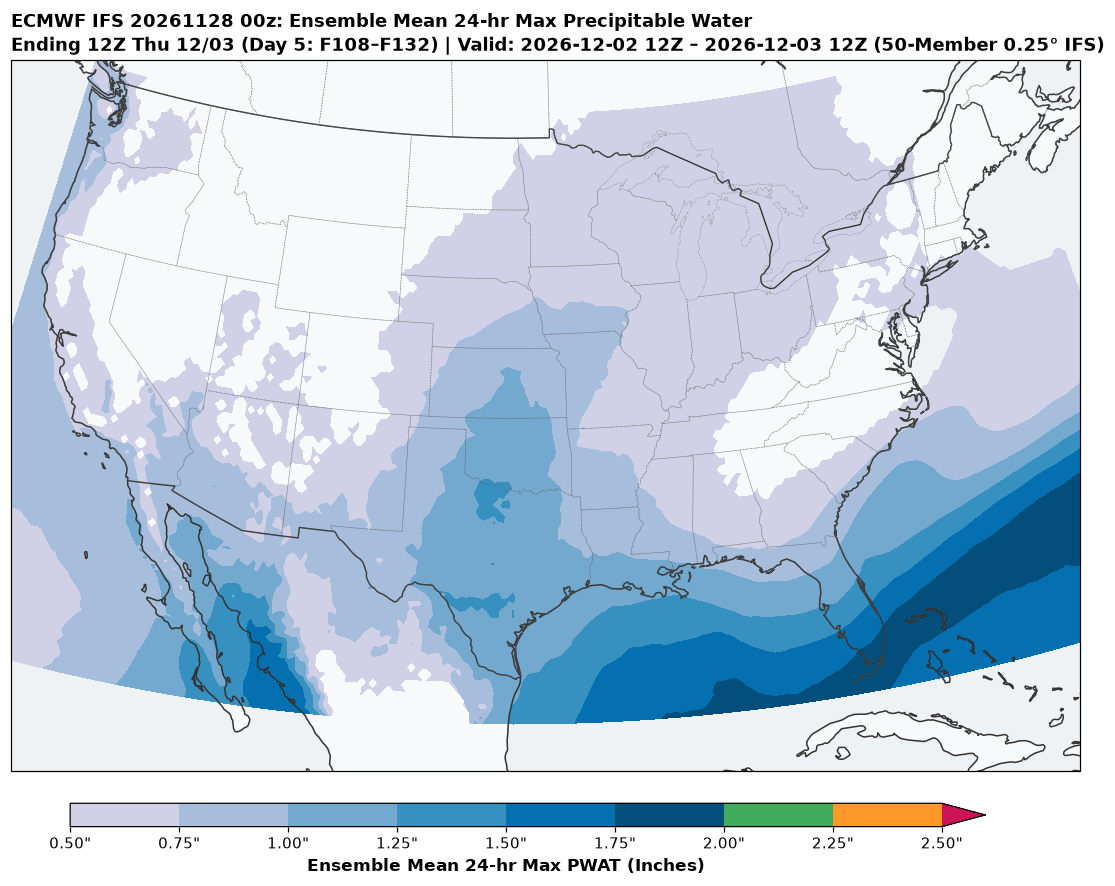 ECMWF IFS 20261128 00z: Ensemble Mean 24-hr Max Precipitable Water
Ending 12Z Thu 12/03 (Day 5: F108–F132) | Valid: 2026-12-02 12Z – 2026-12-03 12Z (50-Member 0.25° IFS)
0.50" 0.75" 1.00" 1.25" 1.50" 1.75" 2.00" 2.25" 2.50"
Ensemble Mean 24-hr Max PWAT (Inches)